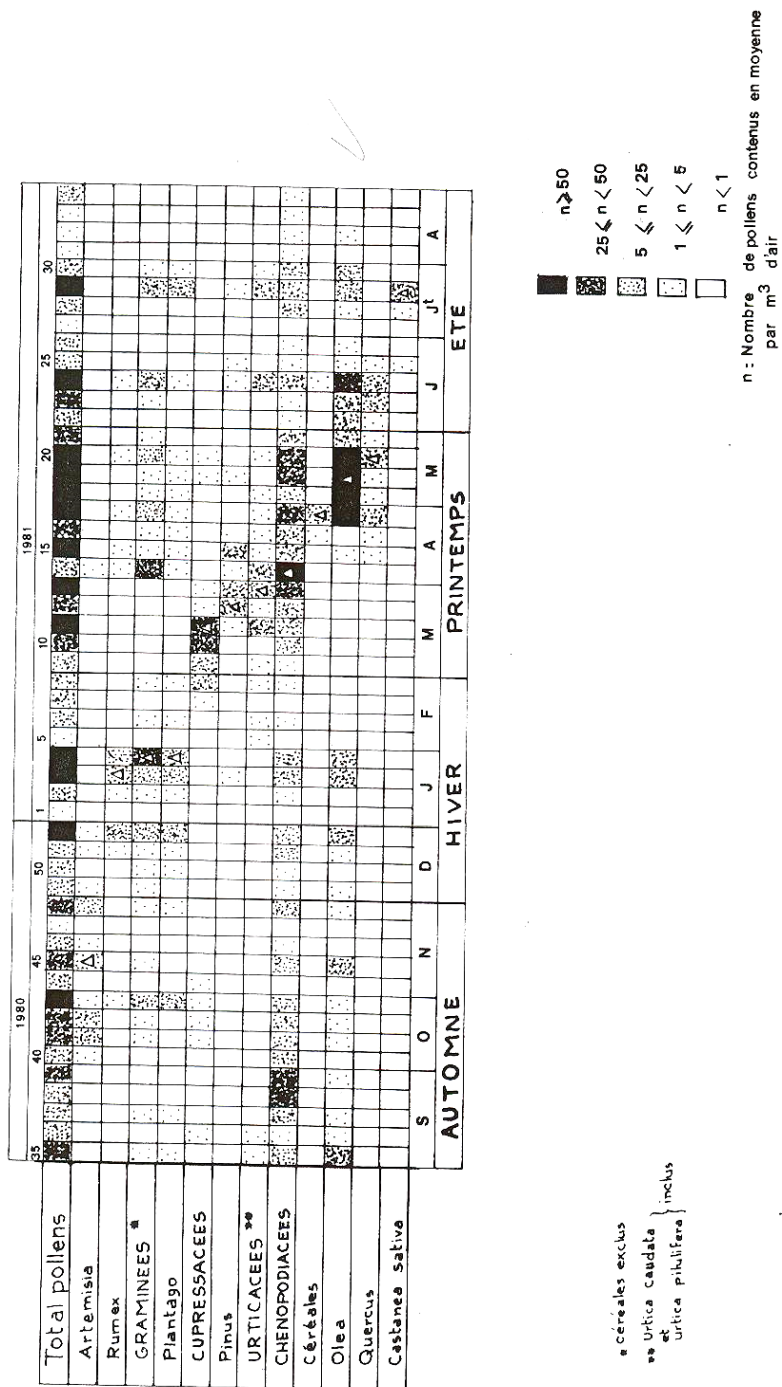 1980 1981
35 40 45 50 1 5 10 15 20 25 30
Total pollens
Artemisia
Rumex
GRAMINEES *
Plantago
CUPRESSACEES
Pinus
URTICACEES **
CHENOPODIACEES
Céréales
Olea
Quercus
Castanea sativa
S O N D J F M A M J Jt A
AUTOMNE HIVER PRINTEMPS ETE
n ⩾ 50
25 ⩽ n < 50
5 ⩽ n < 25
1 ⩽ n < 5
n < 1
n : Nombre de pollens contenus en moyenne
par m³ d'air
* céréales exclus
** Urtica caudata
et } inclus
urtica pilulifera